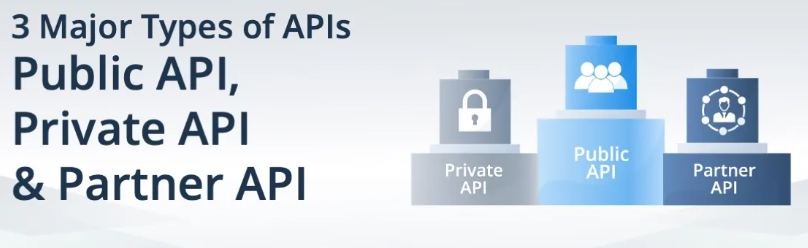 3 Major Types of APIs
Public API,
Private API
& Partner API
Private
API
Public
API
Partner
API